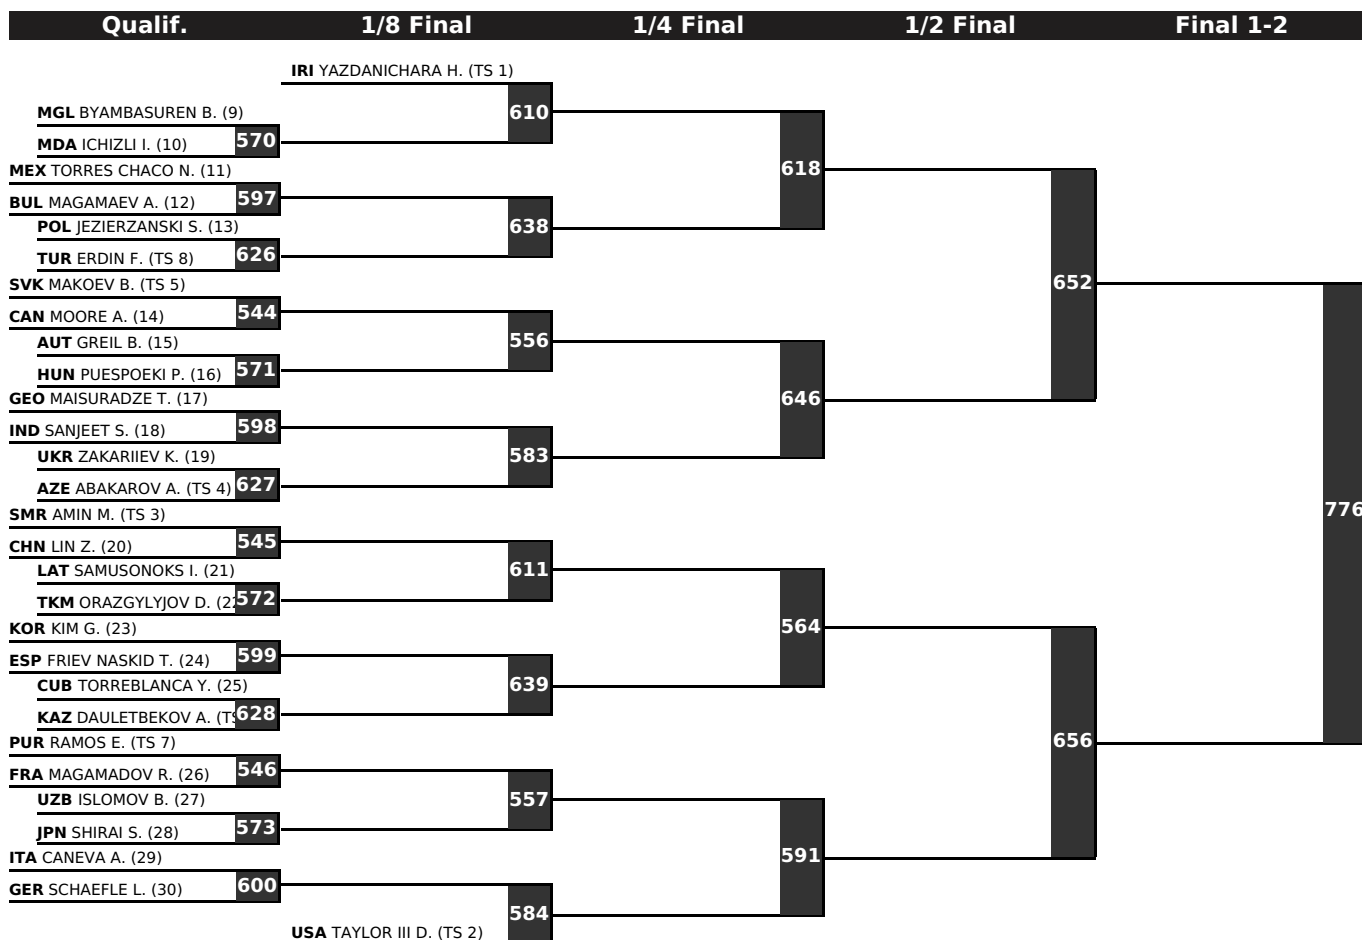 Qualif. 1/8 Final 1/4 Final 1/2 Final Final 1-2
IRI YAZDANICHARA H. (TS 1)
610
MGL BYAMBASUREN B. (9)
570
MDA ICHIZLI I. (10)
618
MEX TORRES CHACO N. (11)
597
BUL MAGAMAEV A. (12)
638
POL JEZIERZANSKI S. (13)
626
TUR ERDIN F. (TS 8)
652
SVK MAKOEV B. (TS 5)
544
CAN MOORE A. (14)
556
AUT GREIL B. (15)
571
HUN PUESPOEKI P. (16)
646
GEO MAISURADZE T. (17)
598
IND SANJEET S. (18)
583
UKR ZAKARIIEV K. (19)
627
AZE ABAKAROV A. (TS 4)
776
SMR AMIN M. (TS 3)
545
CHN LIN Z. (20)
611
LAT SAMUSONOKS I. (21)
572
TKM ORAZGYLYJOV D. (22
564
KOR KIM G. (23)
599
ESP FRIEV NASKID T. (24)
639
CUB TORREBLANCA Y. (25)
628
KAZ DAULETBEKOV A. (TS
656
PUR RAMOS E. (TS 7)
546
FRA MAGAMADOV R. (26)
557
UZB ISLOMOV B. (27)
573
JPN SHIRAI S. (28)
591
ITA CANEVA A. (29)
600
GER SCHAEFLE L. (30)
584
USA TAYLOR III D. (TS 2)